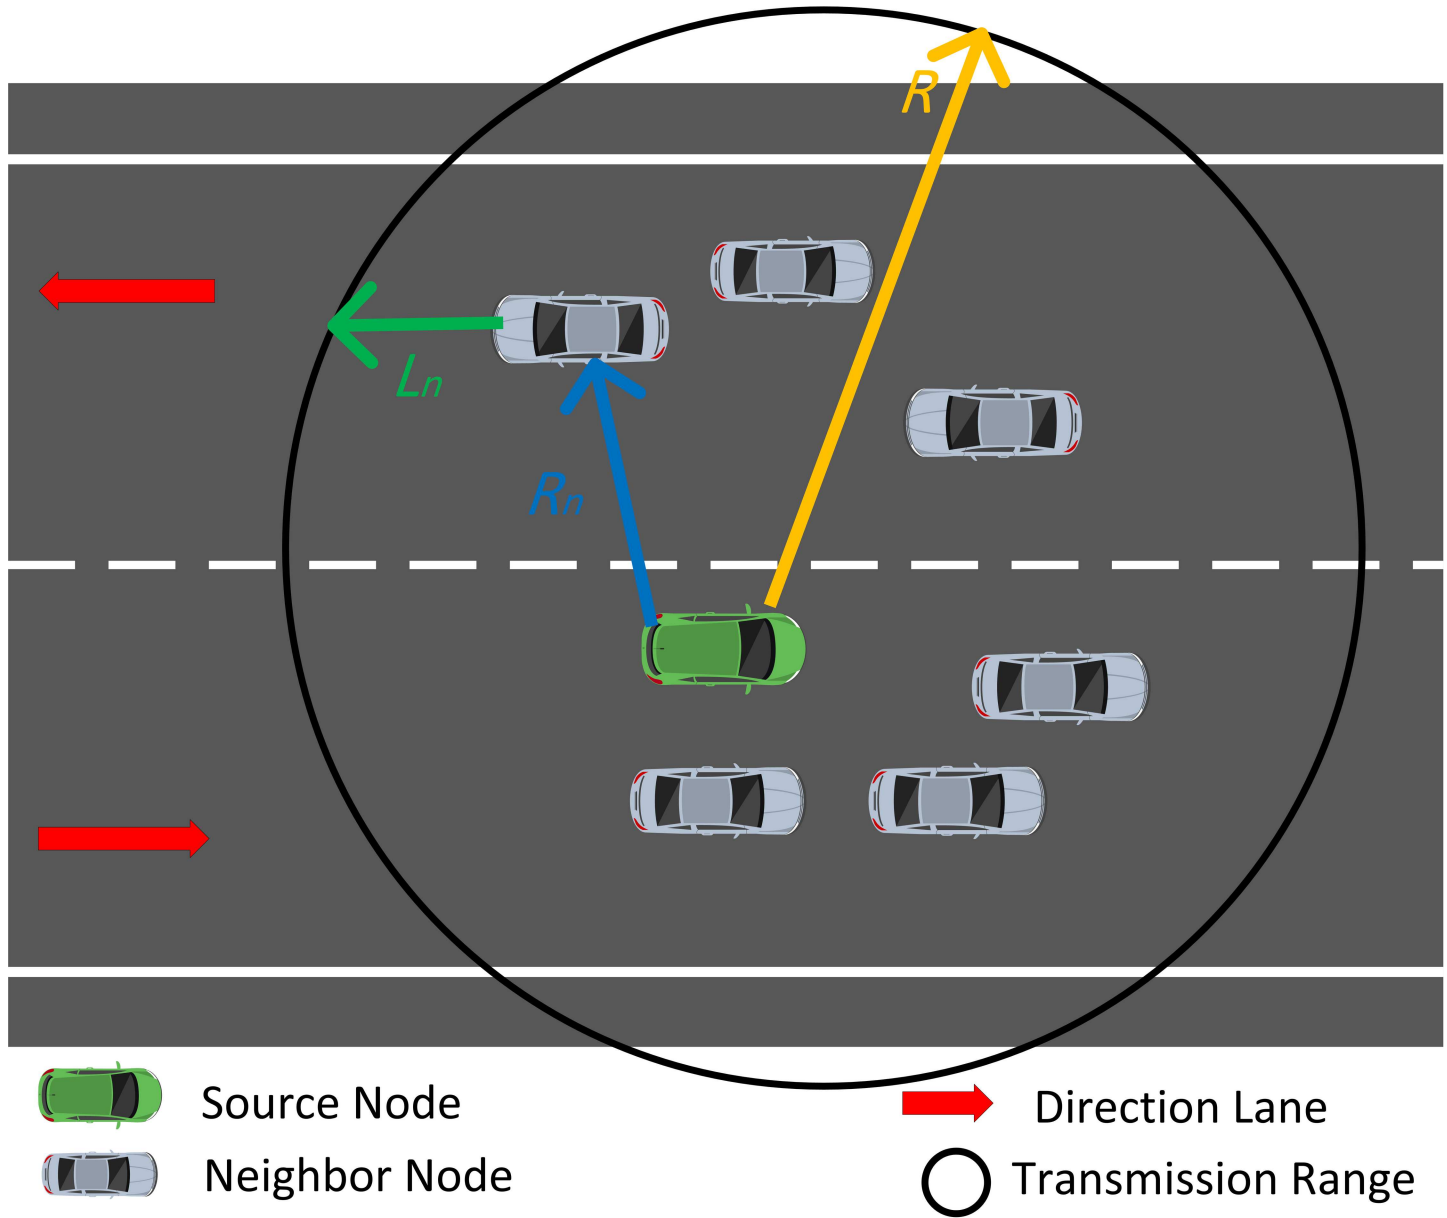 R
Ln
Rn
Source Node
Direction Lane
Neighbor Node
Transmission Range